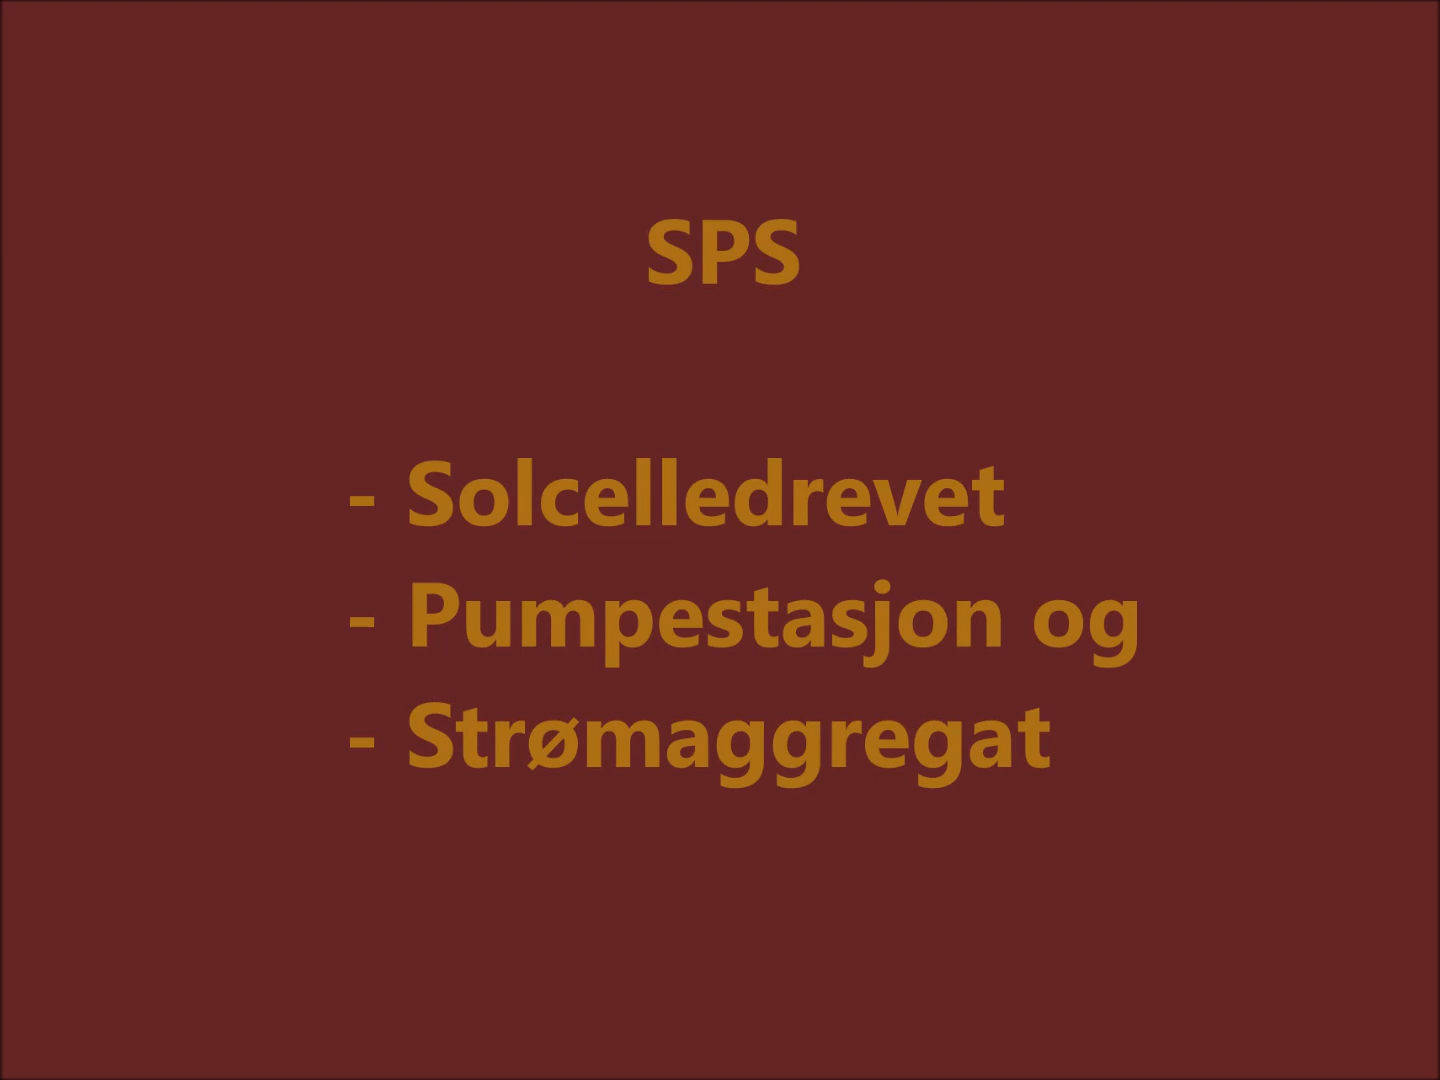 SPS
- Solcelledrevet
- Pumpestasjon og
- Strømaggregat